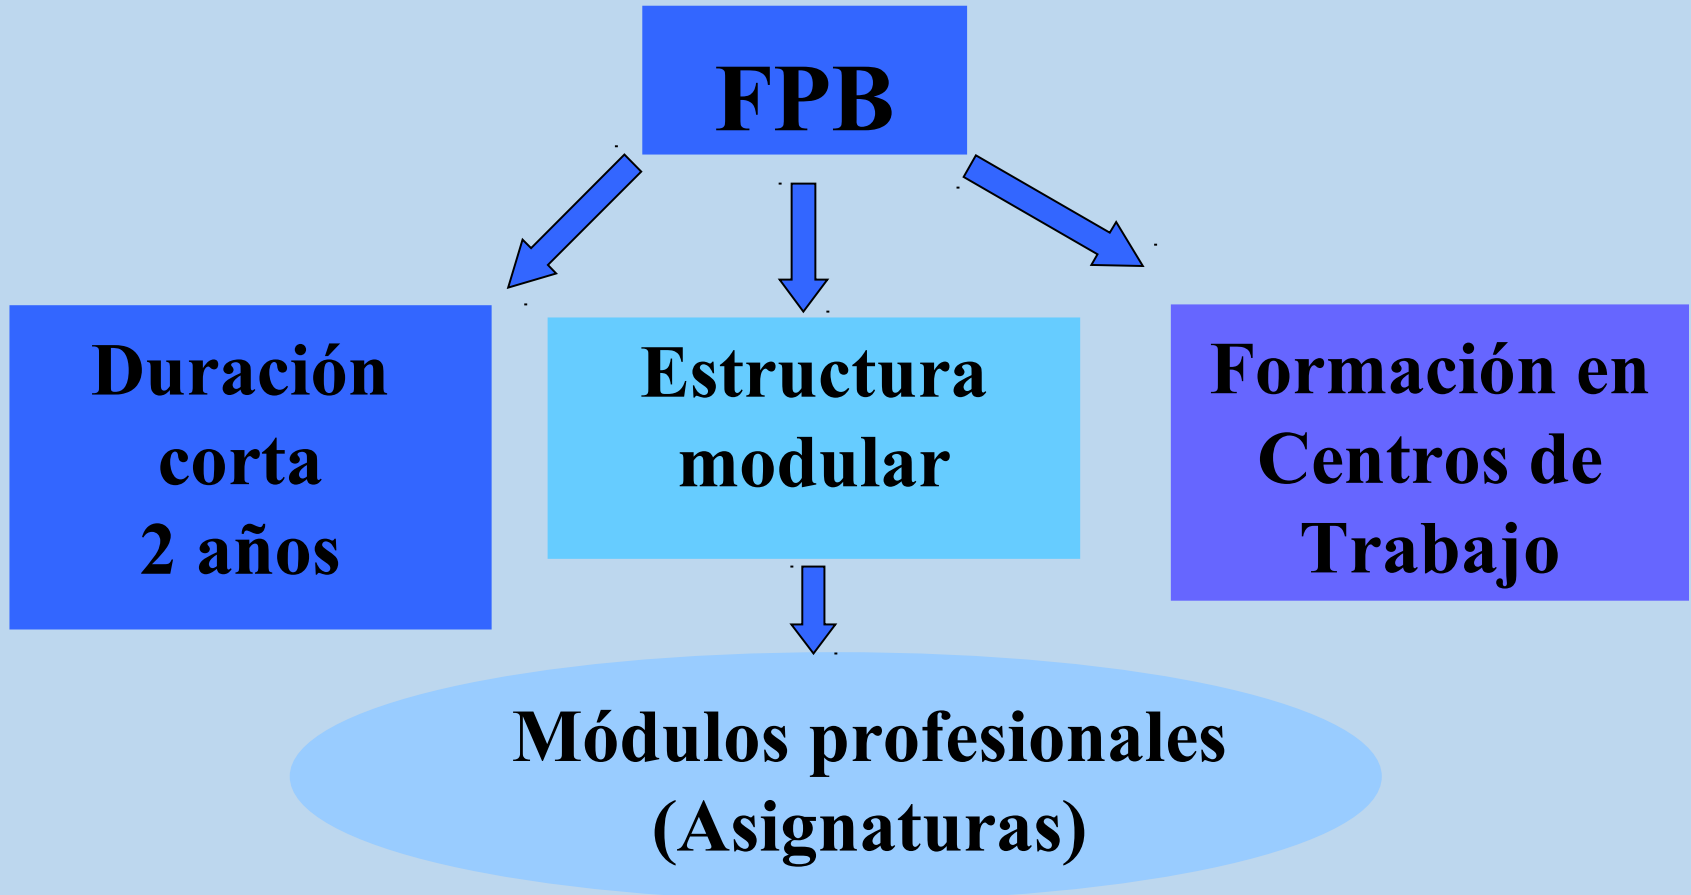 FPB
Duración
corta
2 años
Estructura
modular
Formación en
Centros de
Trabajo
Módulos profesionales
(Asignaturas)